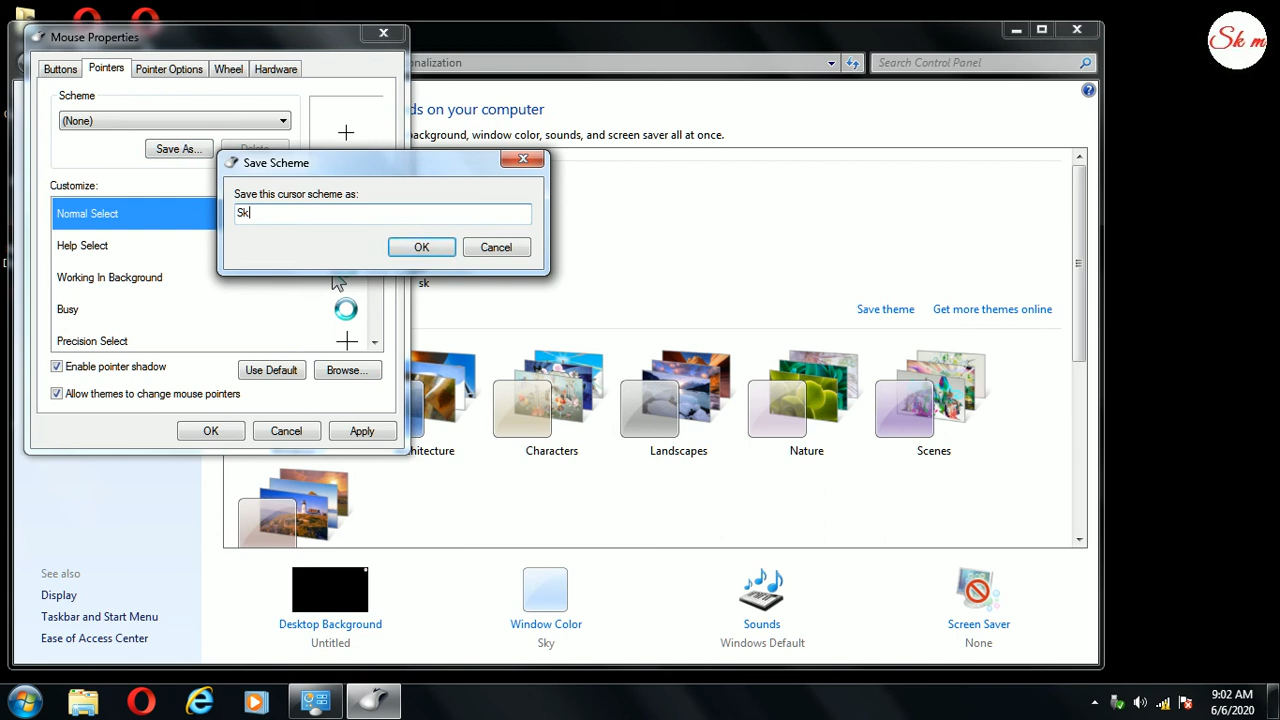 Mouse Properties
Sk m
Buttons
Pointers
Pointer Options
Wheel
Hardware
onalization
Search Control Panel
Scheme
ds on your computer
(None)
ackground, window color, sounds, and screen saver all at once.
Save As...
Delete
Save Scheme
Customize:
Save this cursor scheme as:
Normal Select
Sk
Help Select
OK
Cancel
Working In Background
sk
Busy
Save theme
Get more themes online
Precision Select
Enable pointer shadow
Use Default
Browse...
Allow themes to change mouse pointers
OK
Cancel
Apply
hitecture
Characters
Landscapes
Nature
Scenes
See also
Display
Taskbar and Start Menu
Ease of Access Center
Desktop Background
Untitled
Window Color
Sky
Sounds
Windows Default
Screen Saver
None
9:02 AM
6/6/2020